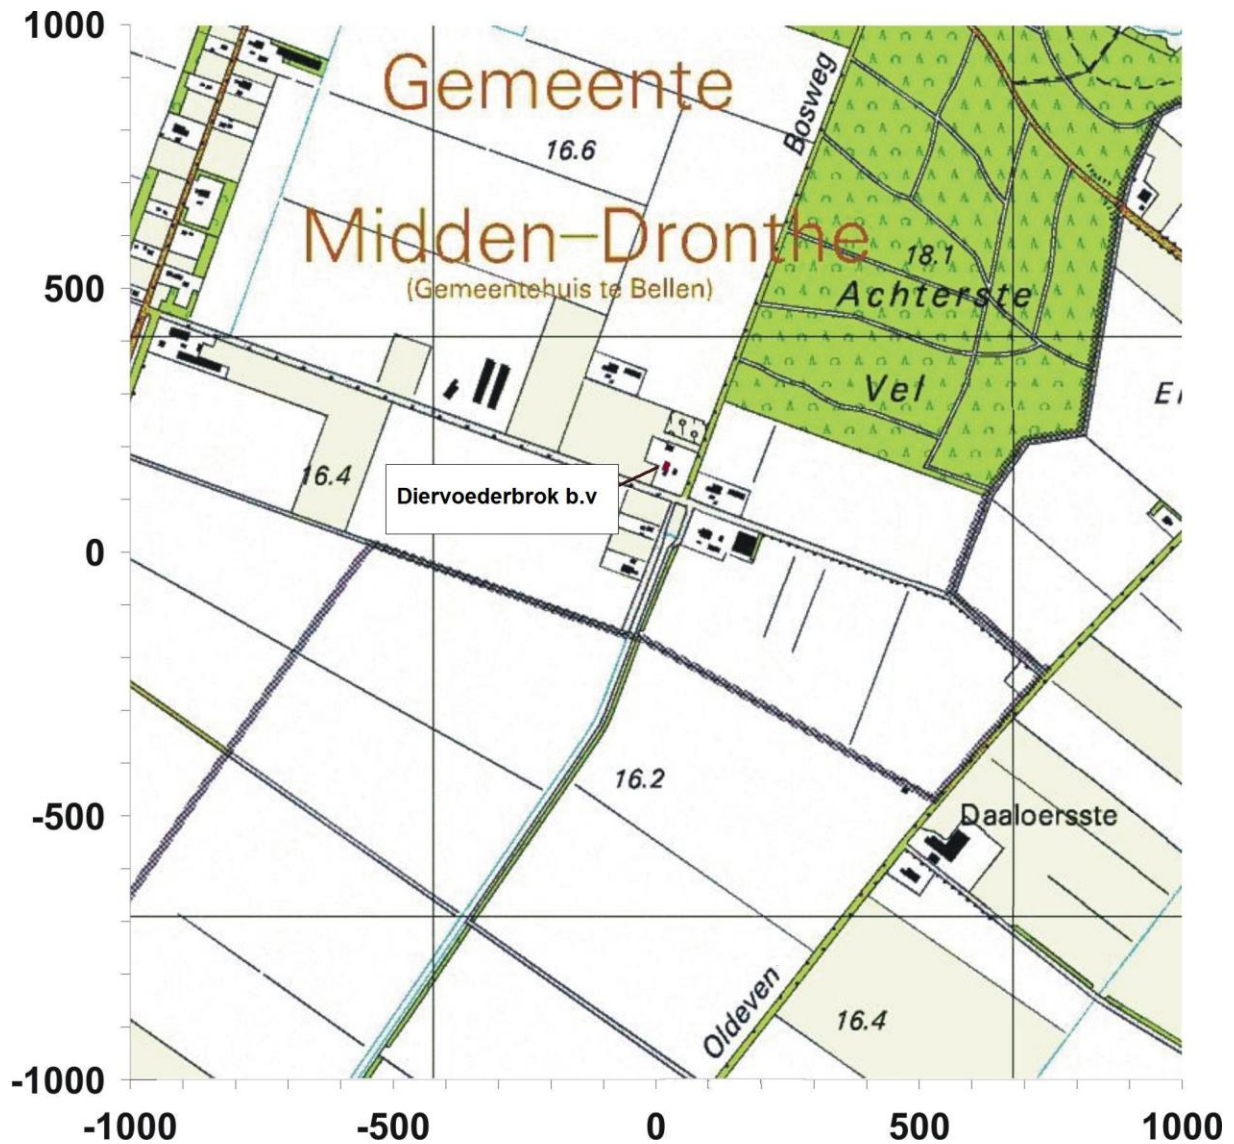 1000
Gemeente
Bosweg
16.6
Midden-Dronthe
18.1
(Gemeentehuis te Bellen)
500
Achterste
Vel
16.4
Diervoederbrok b.v
0
16.2
-500
Daaloersste
Oldeven
16.4
-1000
-1000 -500 0 500 1000